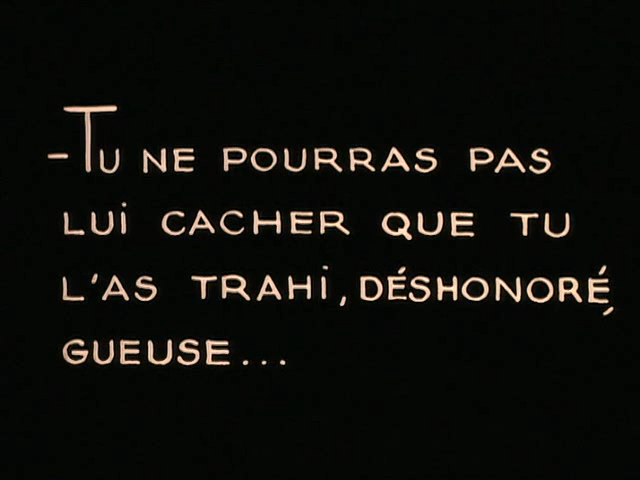 -TU NE POURRAS PAS
LUi CACHER QUE TU
L'AS TRAHi, DÉSHONORÉ,
GUEUSE...